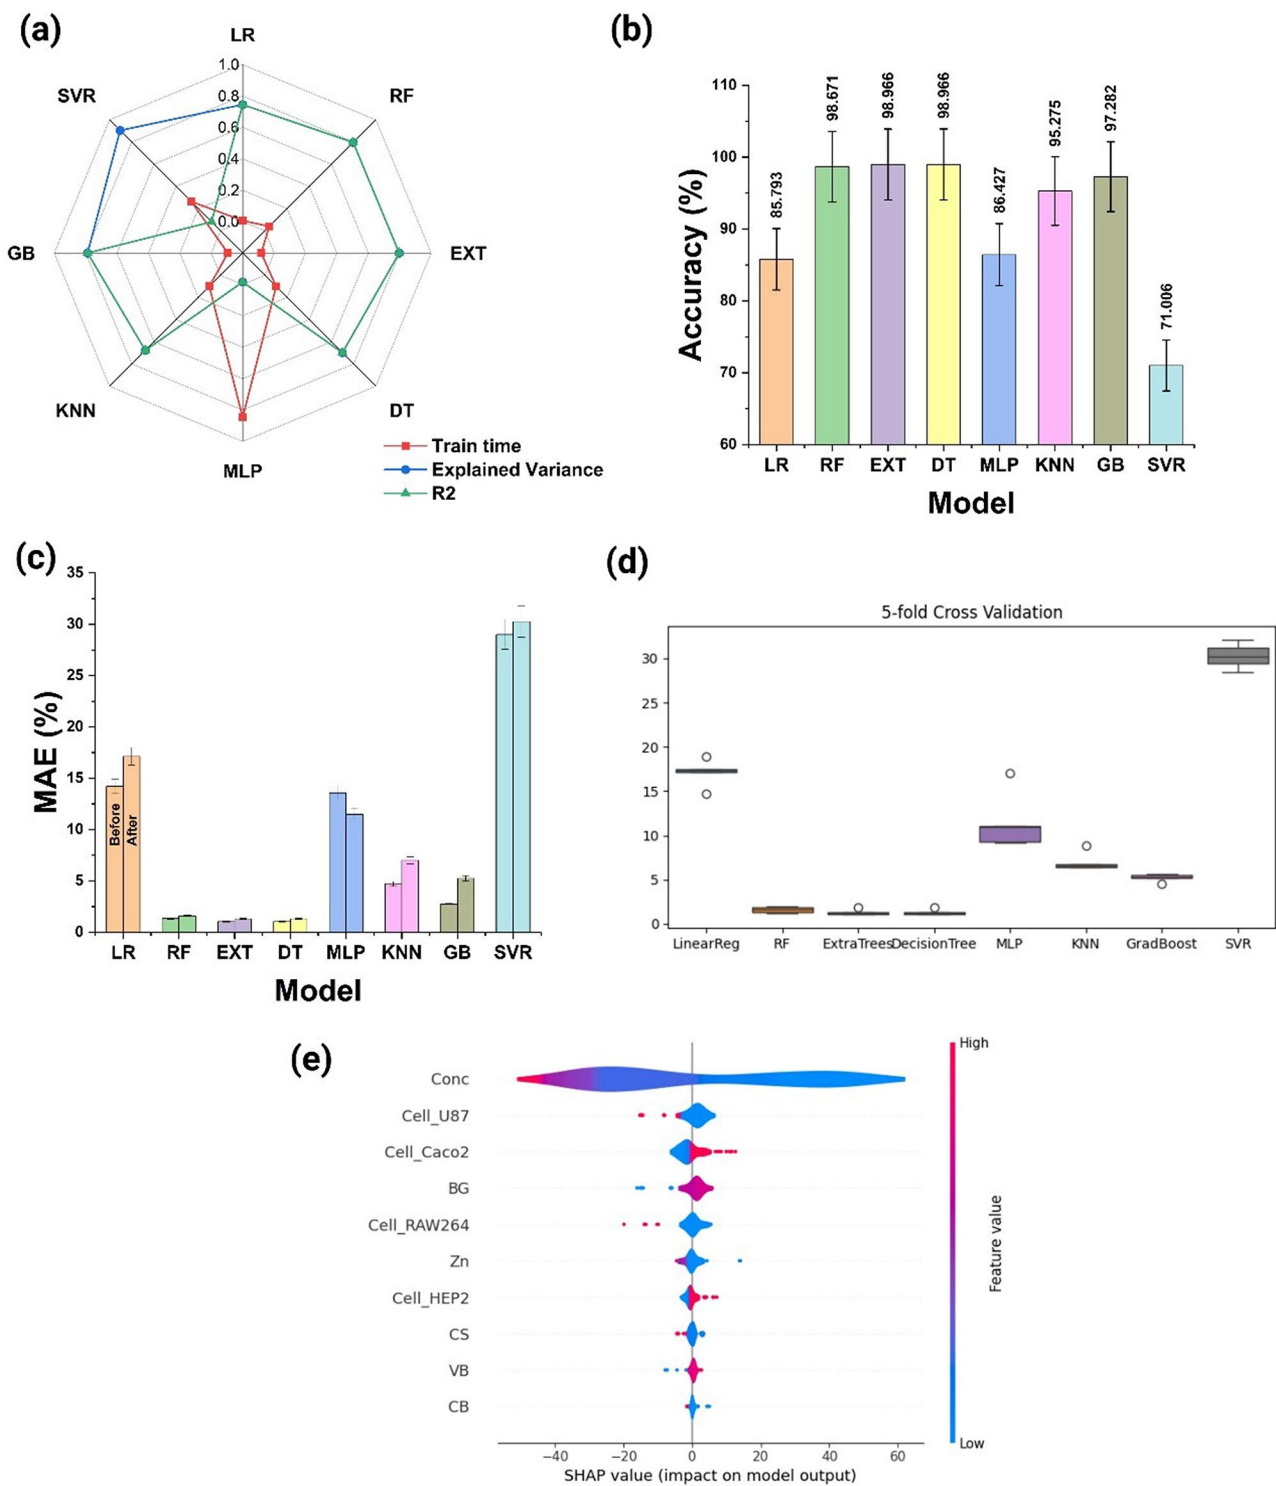 (a)
LR
RF
EXT
DT
MLP
KNN
GB
SVR
1.0
0.8
0.6
0.4
0.2
0.0
Train time
Explained Variance
R2
(b)
Accuracy (%)
110
100
90
80
70
60
85.793
98.671
98.966
98.966
86.427
95.275
97.282
71.006
LR RF EXT DT MLP KNN GB SVR
Model
(c)
MAE (%)
35
30
25
20
15
10
5
0
Before
After
LR RF EXT DT MLP KNN GB SVR
Model
(d)
5-fold Cross Validation
30
25
20
15
10
5
0
LinearReg RF ExtraTrees DecisionTree MLP KNN GradBoost SVR
(e)
Conc
Cell_U87
Cell_Caco2
BG
Cell_RAW264
Zn
Cell_HEP2
CS
VB
CB
−40 −20 0 20 40 60
SHAP value (impact on model output)
High
Feature value
Low